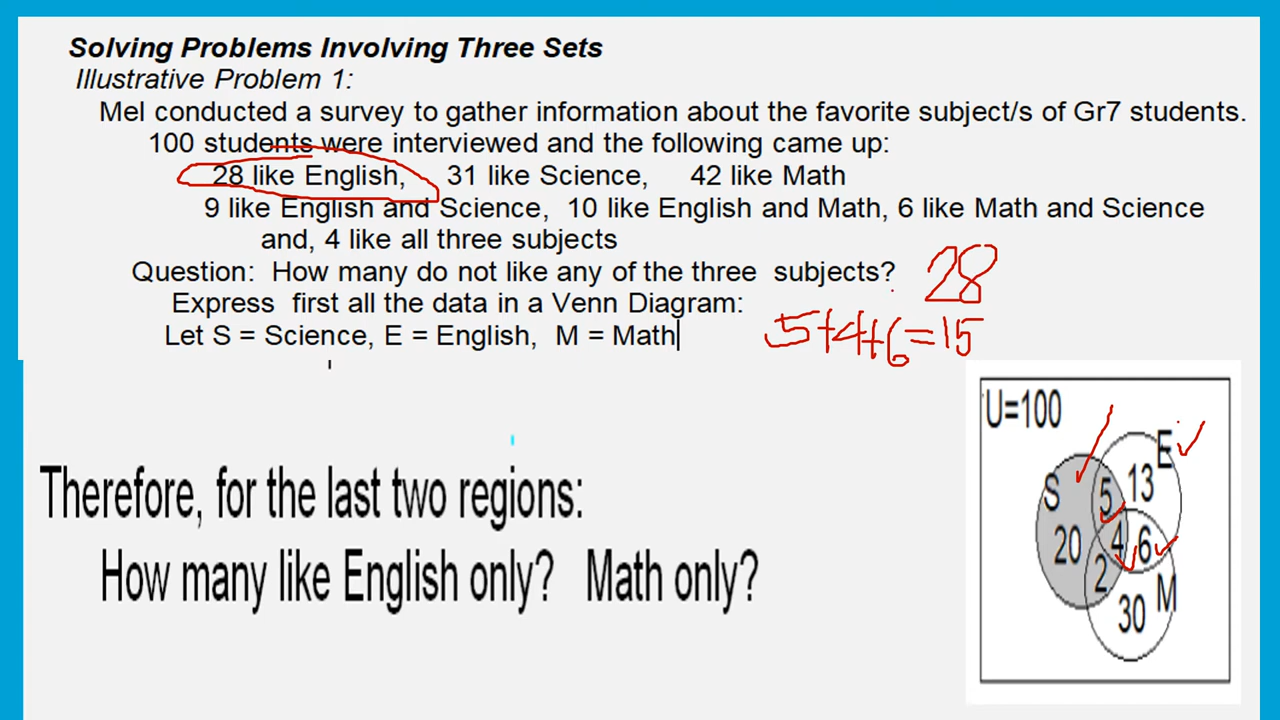 Solving Problems Involving Three Sets
Illustrative Problem 1:
Mel conducted a survey to gather information about the favorite subject/s of Gr7 students.
100 students were interviewed and the following came up:
28 like English, 31 like Science, 42 like Math
9 like English and Science, 10 like English and Math, 6 like Math and Science
and, 4 like all three subjects
Question: How many do not like any of the three subjects?
28
Express first all the data in a Venn Diagram:
Let S = Science, E = English, M = Math
5+4+6=15
Therefore, for the last two regions:
How many like English only? Math only?
U=100
E
S 5 13
20 4 6
2
30 M